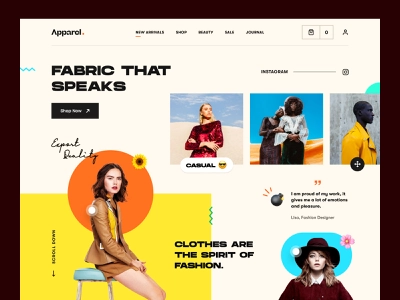 Apparel.
NEW ARRIVALS
SHOP
BEAUTY
SALE
JOURNAL
0
FABRIC THAT
SPEAKS
INSTAGRAM
Shop Now
Expert
Quality
CASUAL
I am proud of my work, it
gives me a lot of emotions
and pleasure.
Lisa, Fashion Designer
SCROLL DOWN
CLOTHES ARE
THE SPIRIT OF
FASHION.